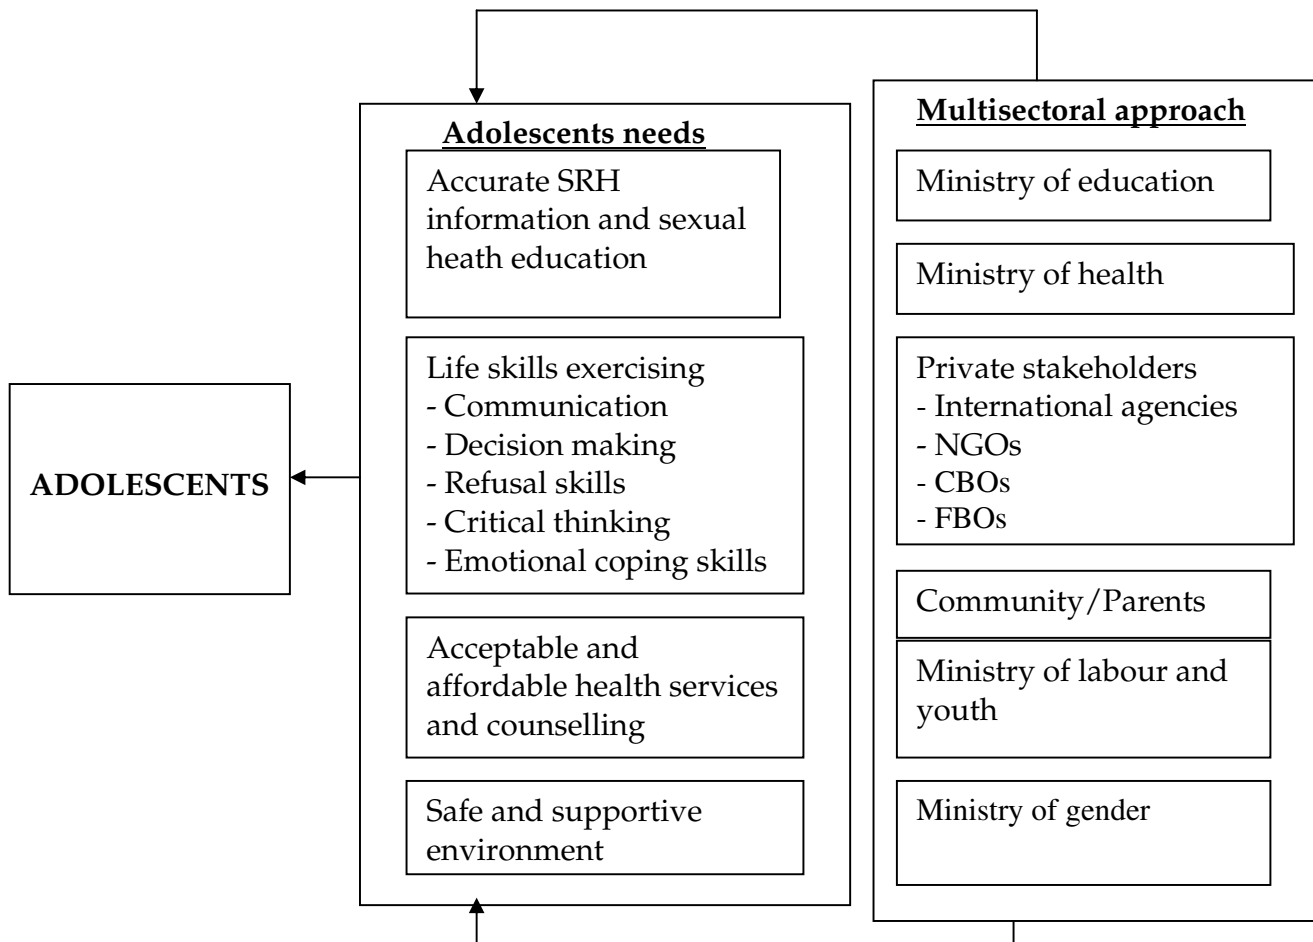 Adolescents needs
Accurate SRH
information and sexual
heath education
Life skills exercising
- Communication
- Decision making
- Refusal skills
- Critical thinking
- Emotional coping skills
Acceptable and
affordable health services
and counselling
Safe and supportive
environment
ADOLESCENTS
Multisectoral approach
Ministry of education
Ministry of health
Private stakeholders
- International agencies
- NGOs
- CBOs
- FBOs
Community/Parents
Ministry of labour and
youth
Ministry of gender